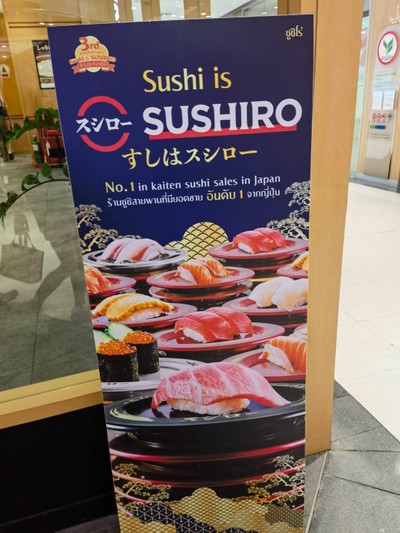 3rd
ซูชิโร่
Sushi is
スシロー SUSHIRO
すしはスシロー
No.1 in kaiten sushi sales in Japan
ร้านซูชิสายพานที่มียอดขาย อันดับ 1 จากญี่ปุ่น